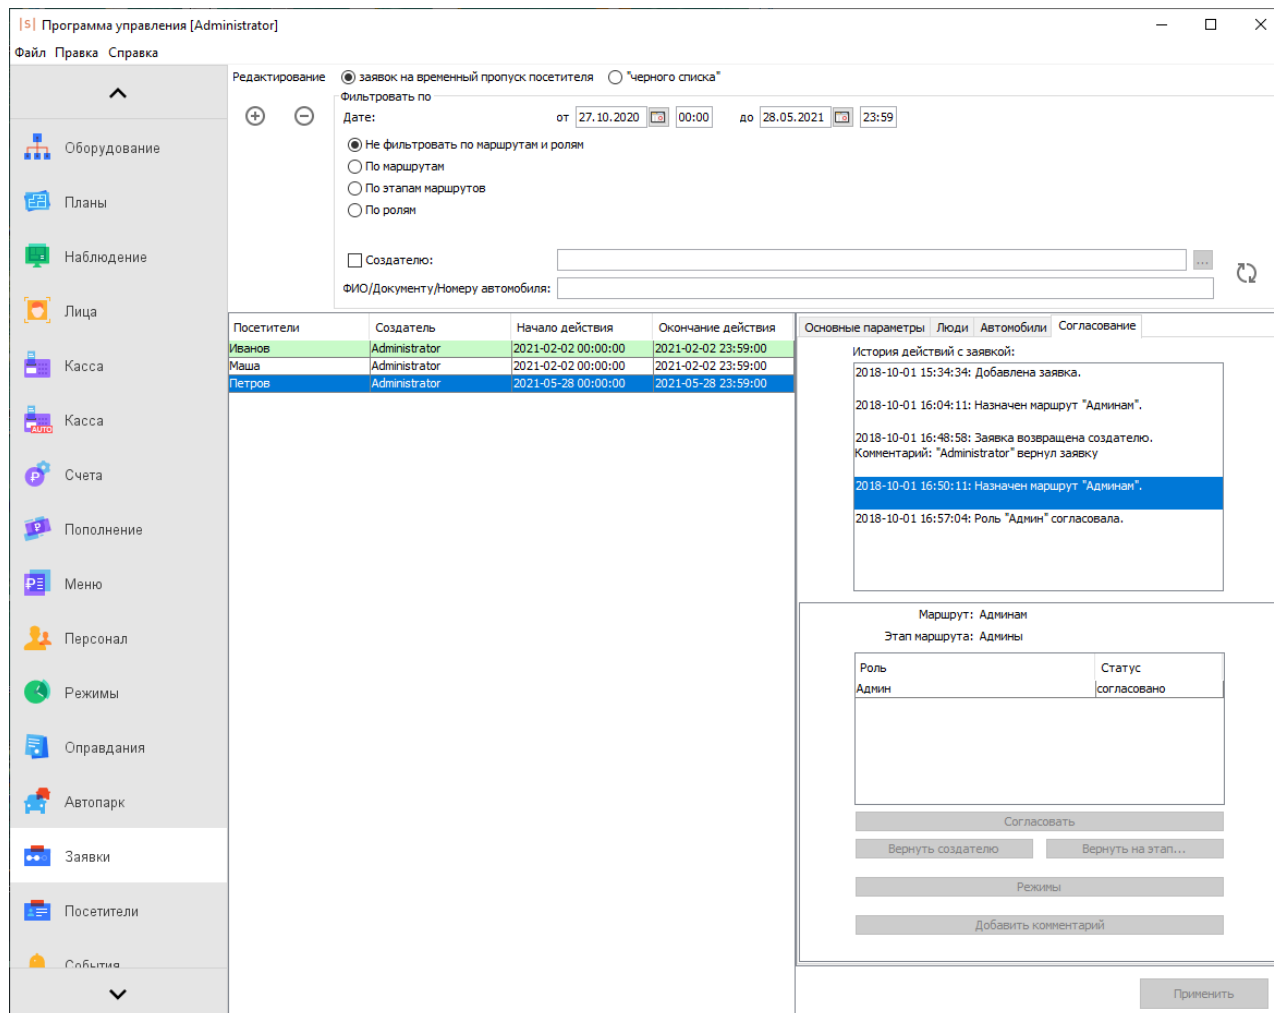 |S| Программа управления [Administrator]
Файл Правка Справка
Оборудование
Планы
Наблюдение
Лица
Касса
AUTO Касса
Счета
Пополнение
Меню
Персонал
Режимы
Оправдания
Автопарк
Заявки
Посетители
События
Редактирование заявок на временный пропуск посетителя "черного списка"
Фильтровать по
Дате: от 27.10.2020 00:00 до 28.05.2021 23:59
Не фильтровать по маршрутам и ролям
По маршрутам
По этапам маршрутов
По ролям
Создателю: ...
ФИО/Документу/Номеру автомобиля:
Посетители Создатель Начало действия Окончание действия
Иванов Administrator 2021-02-02 00:00:00 2021-02-02 23:59:00
Маша Administrator 2021-02-02 00:00:00 2021-02-02 23:59:00
Петров Administrator 2021-05-28 00:00:00 2021-05-28 23:59:00
Основные параметры Люди Автомобили Согласование
История действий с заявкой:
2018-10-01 15:34:34: Добавлена заявка.
2018-10-01 16:04:11: Назначен маршрут "Админам".
2018-10-01 16:48:58: Заявка возвращена создателю.
Комментарий: "Administrator" вернул заявку
2018-10-01 16:50:11: Назначен маршрут "Админам".
2018-10-01 16:57:04: Роль "Админ" согласовала.
Маршрут: Админам
Этап маршрута: Админы
Роль Статус
Админ согласовано
Согласовать
Вернуть создателю Вернуть на этап...
Режимы
Добавить комментарий
Применить